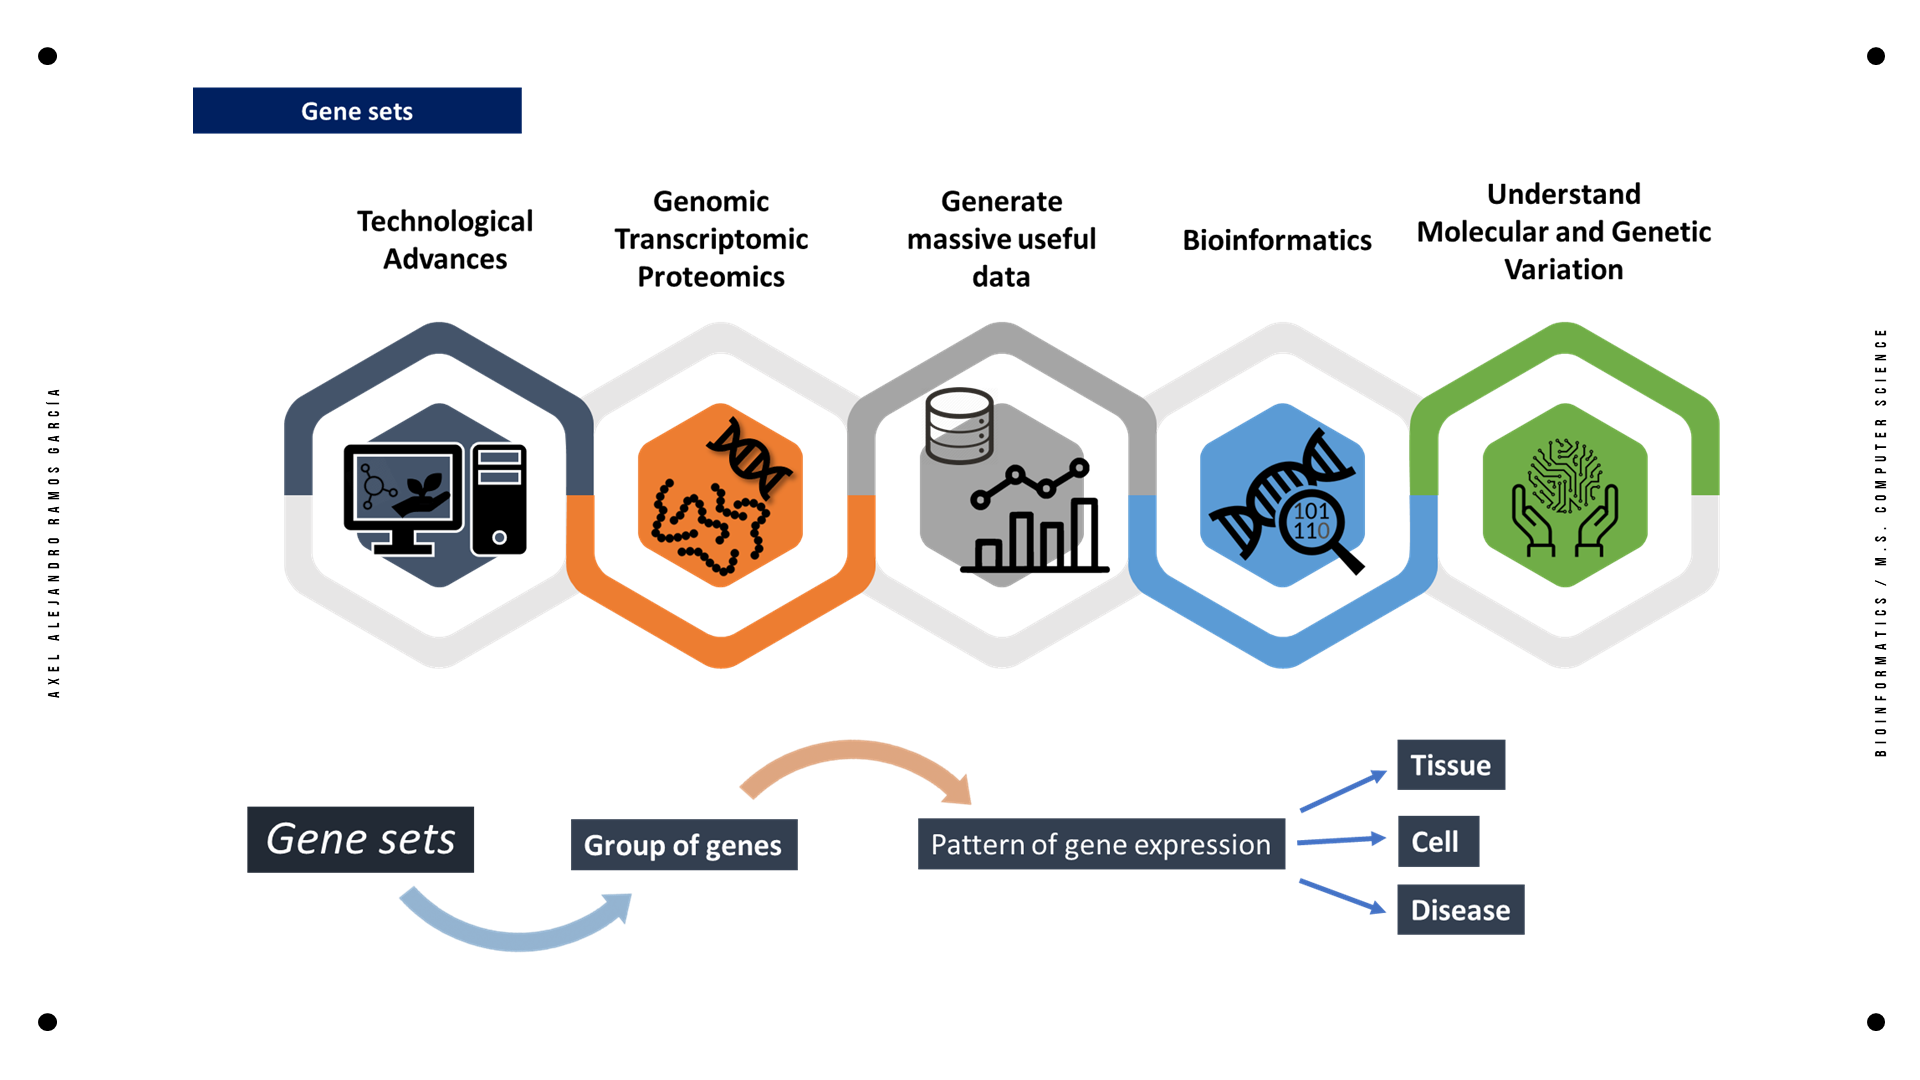 Gene sets
Technological
Advances
Genomic
Transcriptomic
Proteomics
Generate
massive useful
data
Bioinformatics
Understand
Molecular and Genetic
Variation
101
110
AXEL ALEJANDRO RAMOS GARCÍA
BIOINFORMATICS / M.S. COMPUTER SCIENCE
Gene sets
Group of genes
Pattern of gene expression
Tissue
Cell
Disease